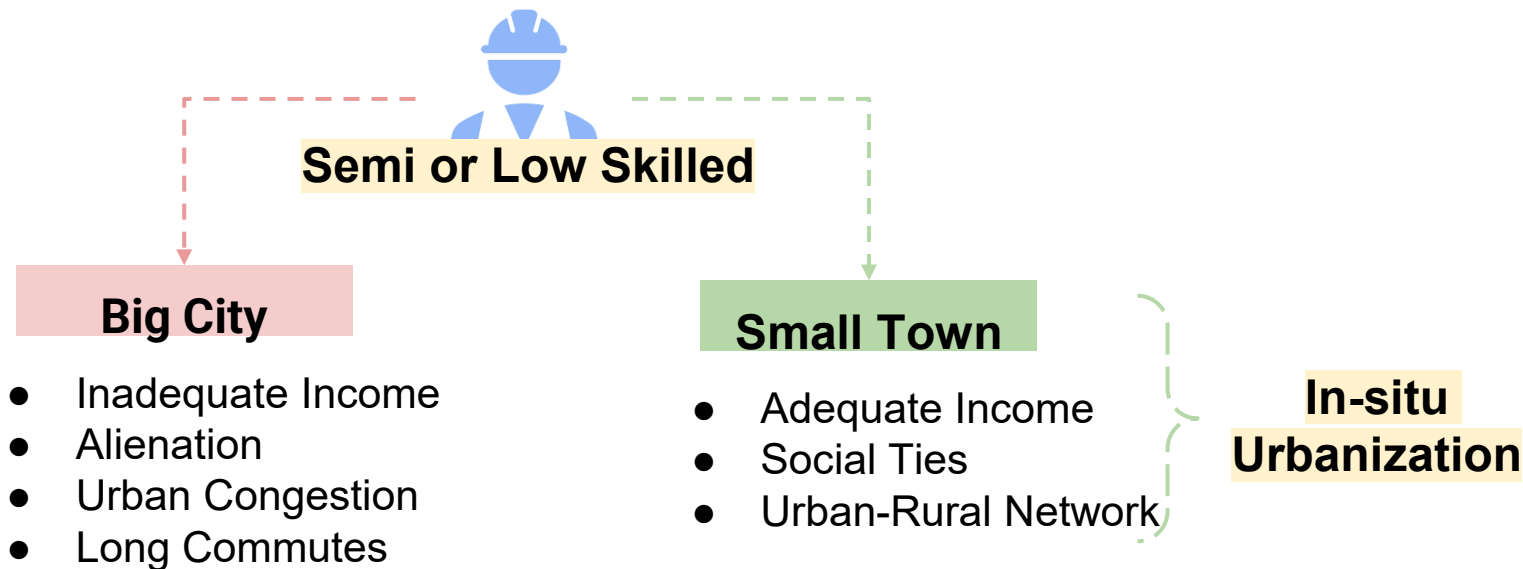 Semi or Low Skilled
Big City
● Inadequate Income
● Alienation
● Urban Congestion
● Long Commutes
Small Town
● Adequate Income
● Social Ties
● Urban-Rural Network
In-situ
Urbanization